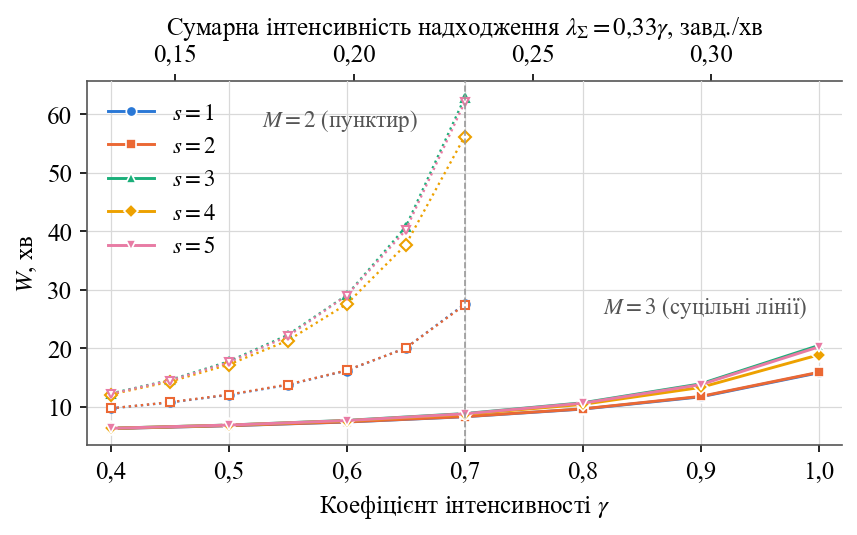 Сумарна інтенсивність надходження λΣ = 0,33γ, завд./хв
0,15 0,20 0,25 0,30
s = 1
s = 2
s = 3
s = 4
s = 5
M = 2 (пунктир)
M = 3 (суцільні лінії)
W, хв
60
50
40
30
20
10
0,4 0,5 0,6 0,7 0,8 0,9 1,0
Коефіцієнт інтенсивності γ